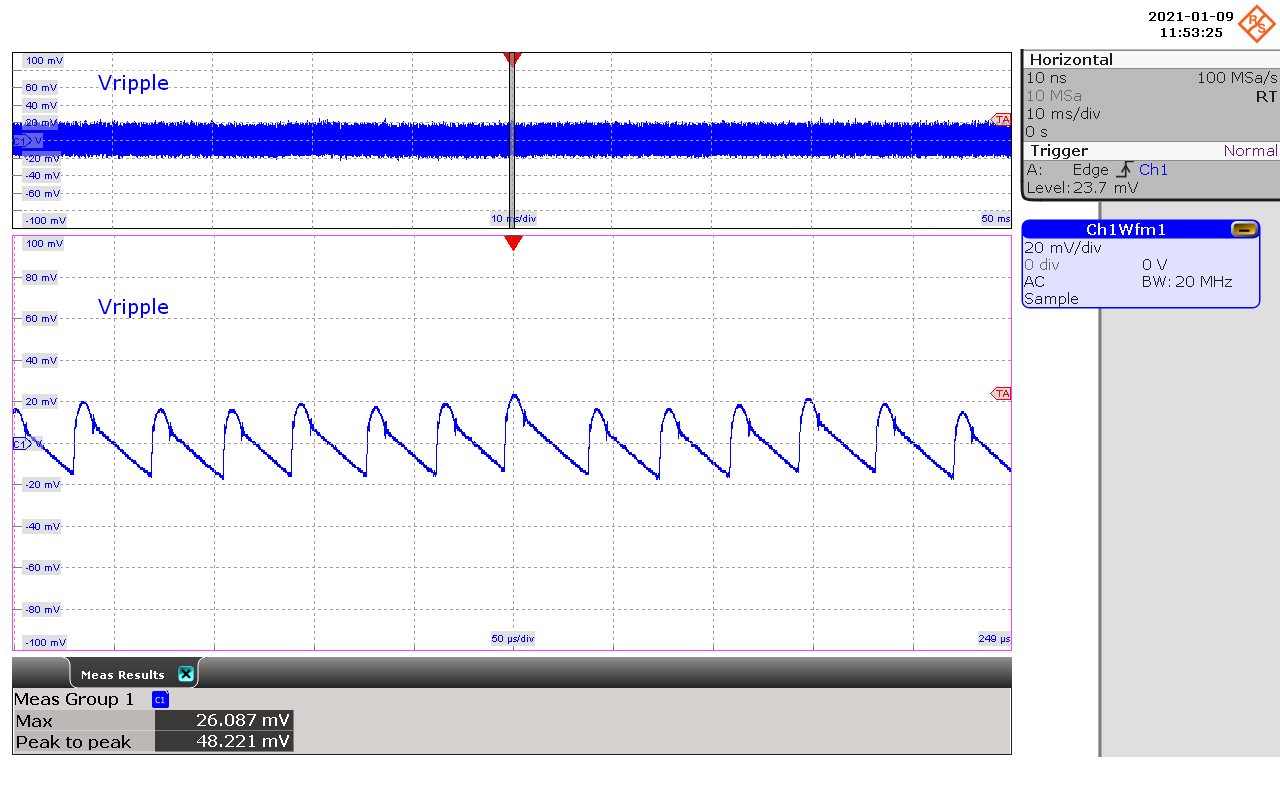 2021-01-09
11:53:25
R S
Horizontal
10 ns 100 MSa/s
10 MSa RT
10 ms/div
0 s
Trigger Normal
A: Edge Ch1
Level: 23.7 mV
Ch1Wfm1
20 mV/div
0 div 0 V
AC BW: 20 MHz
Sample
100 mV
Vripple
60 mV
40 mV
20 mV
TA
C1 V
-20 mV
-40 mV
-60 mV
-100 mV 10 ms/div 50 ms
100 mV
80 mV
Vripple
60 mV
40 mV
20 mV
TA
C1 V
-20 mV
-40 mV
-60 mV
-80 mV
-100 mV 50 µs/div 249 µs
Meas Results
Meas Group 1 C1
Max 26.087 mV
Peak to peak 48.221 mV